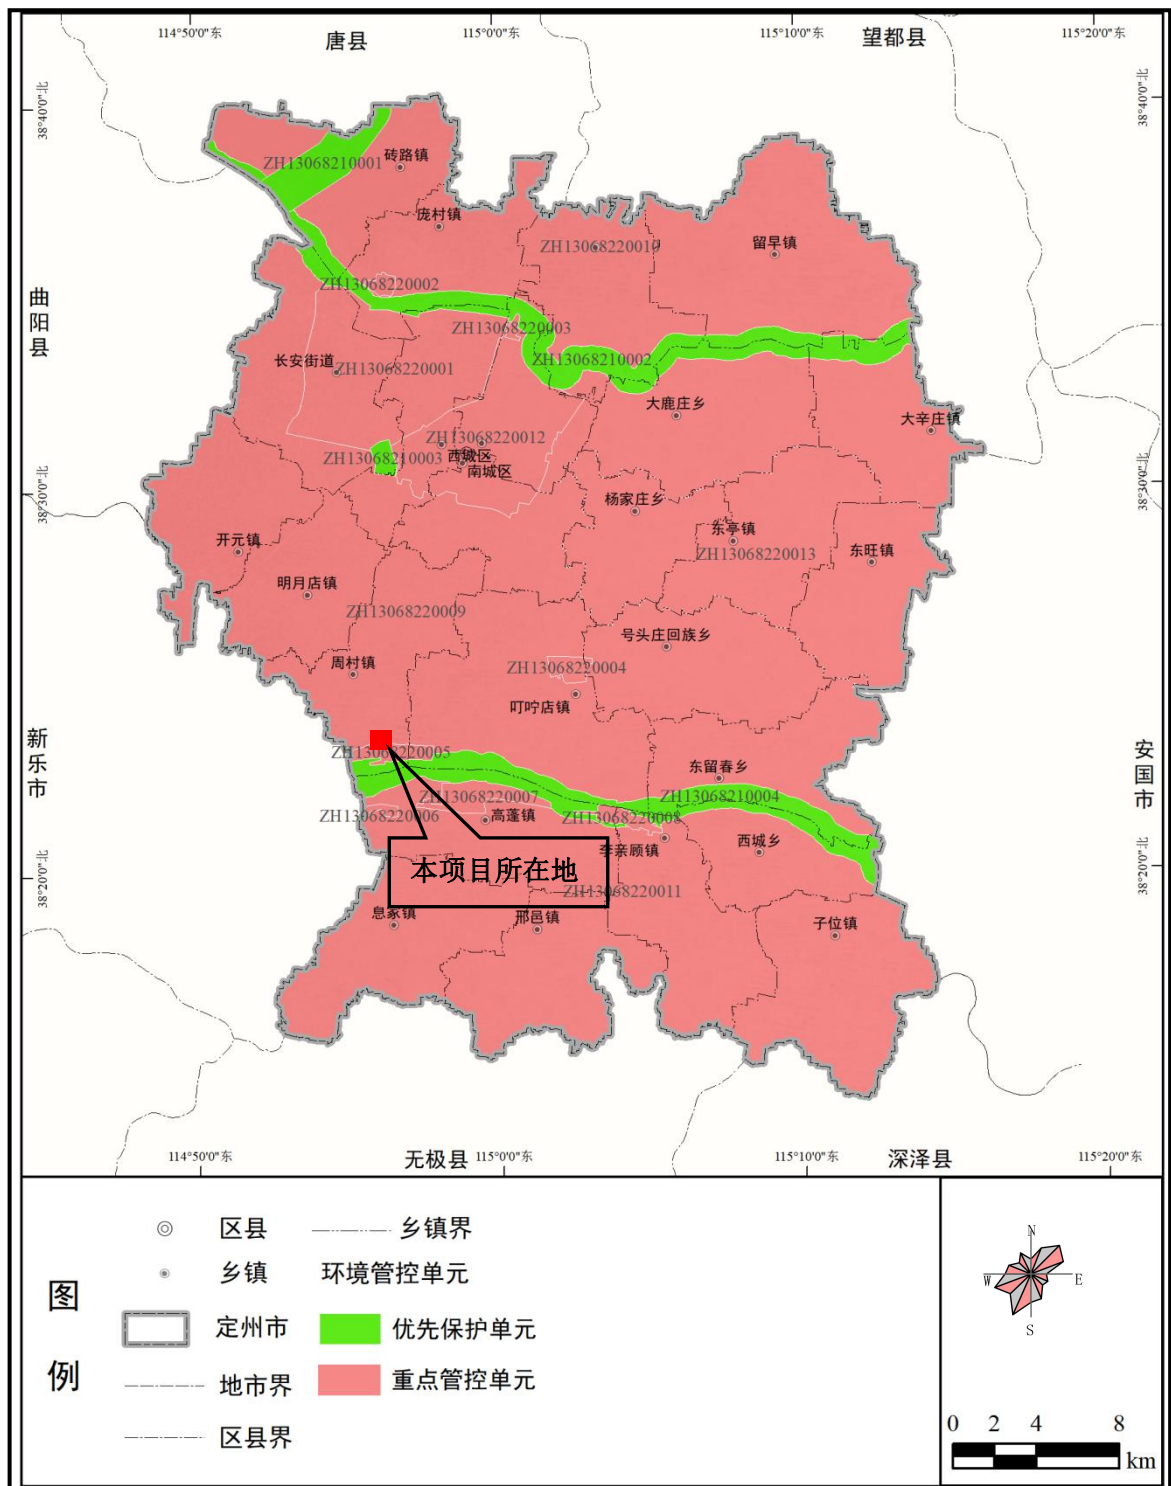 114°50'0"东
115°0'0"东
115°10'0"东
115°20'0"东
唐县
望都县
38°40'0"北
38°40'0"北
砖路镇
ZH13068210001
庞村镇
ZH13068220010
留早镇
曲阳县
ZH13068220002
ZH13068220003
ZH13068210002
长安街道
ZH13068220001
大鹿庄乡
大辛庄镇
ZH13068220012
ZH13068210003
西城区
南城区
38°30'0"北
38°30'0"北
杨家庄乡
东亭镇
ZH13068220013
东旺镇
开元镇
明月店镇
ZH13068220009
号头庄回族乡
周村镇
ZH13068220004
叮咛店镇
新乐市
安国市
ZH13068220005
东留春乡
ZH13068220007
ZH13068210004
ZH13068220006
高蓬镇
ZH13068220008
李亲顾镇
西城乡
38°20'0"北
38°20'0"北
本项目所在地
ZH13068220011
息冢镇
邢邑镇
子位镇
114°50'0"东
无极县
115°0'0"东
115°10'0"东
深泽县
115°20'0"东
图例
区县
乡镇界
乡镇
环境管控单元
定州市
优先保护单元
地市界
重点管控单元
区县界
N
W
E
S
0 2 4 8
km